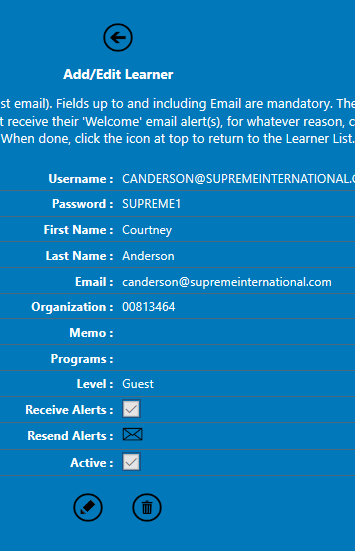 Add/Edit Learner
st email). Fields up to and including Email are mandatory. The
t receive their 'Welcome' email alert(s), for whatever reason, c
When done, click the icon at top to return to the Learner List.
Username : CANDERSON@SUPREMEINTERNATIONAL.C
Password : SUPREME1
First Name : Courtney
Last Name : Anderson
Email : canderson@supremeinternational.com
Organization : 00813464
Memo :
Programs :
Level : Guest
Receive Alerts :
Resend Alerts :
Active :